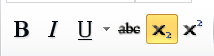 B I U abc x₂ x²